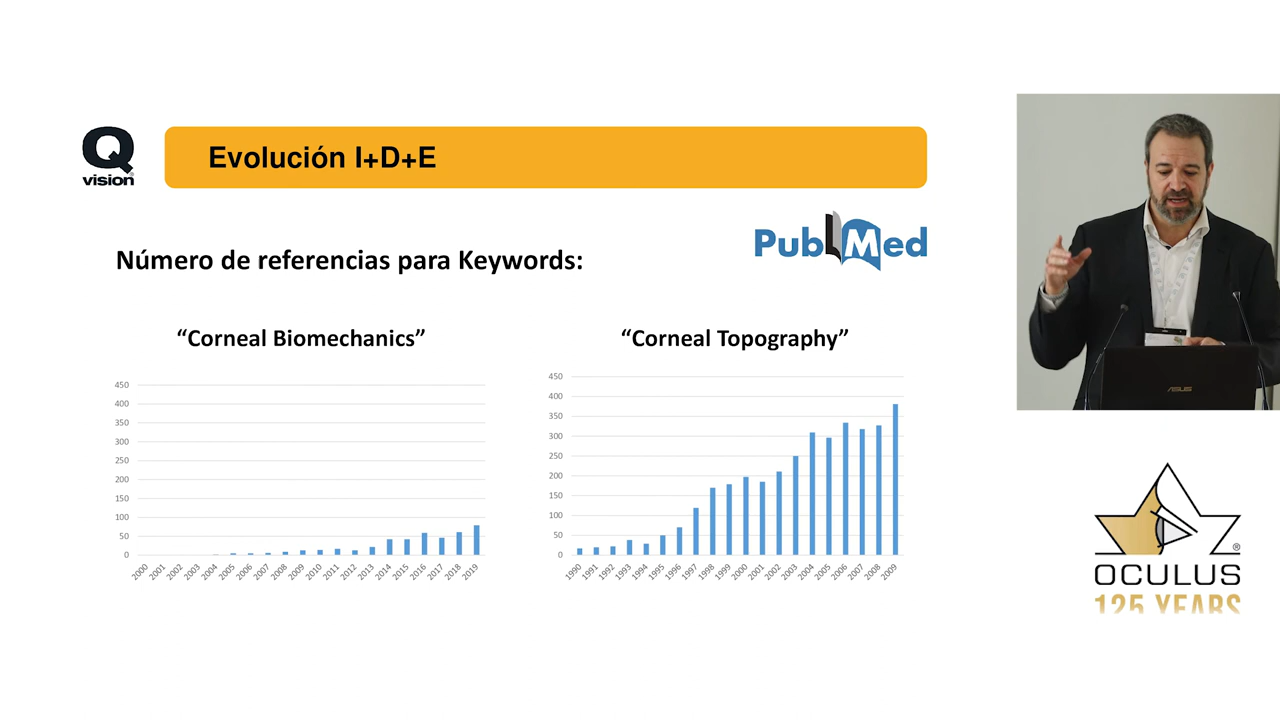 Q
vision
Evolución I+D+E
PubMed
Número de referencias para Keywords:
“Corneal Biomechanics”
450
400
350
300
250
200
150
100
50
0
2000 2001 2002 2003 2004 2005 2006 2007 2008 2009 2010 2011 2012 2013 2014 2015 2016 2017 2018 2019
“Corneal Topography”
450
400
350
300
250
200
150
100
50
0
1990 1991 1992 1993 1994 1995 1996 1997 1998 1999 2000 2001 2002 2003 2004 2005 2006 2007 2008 2009
ASUS
®
OCULUS
125 YEARS